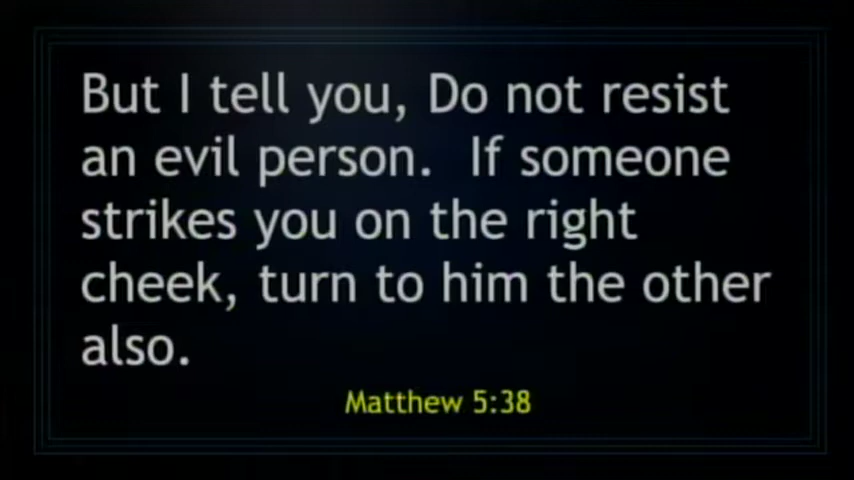 But I tell you, Do not resist
an evil person.  If someone
strikes you on the right
cheek, turn to him the other
also.
Matthew 5:38